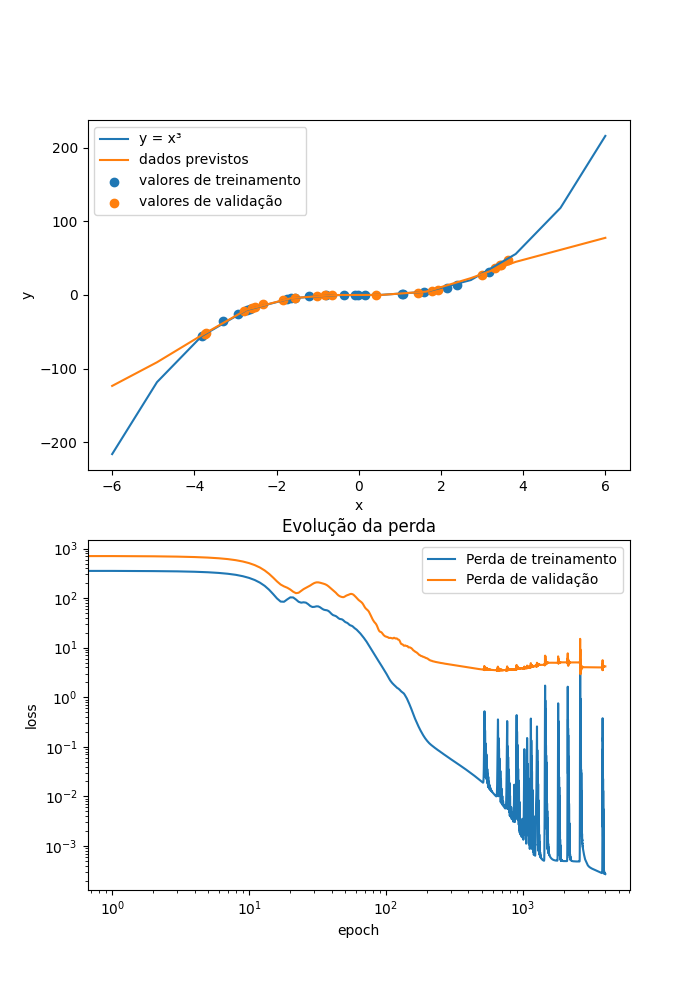 y = x³
dados previstos
valores de treinamento
valores de validação
200
100
0
−100
−200
y
−6
−4
−2
0
2
4
6
x
Evolução da perda
Perda de treinamento
Perda de validação
10³
10²
10¹
10⁰
10⁻¹
10⁻²
10⁻³
loss
10⁰
10¹
10²
10³
epoch